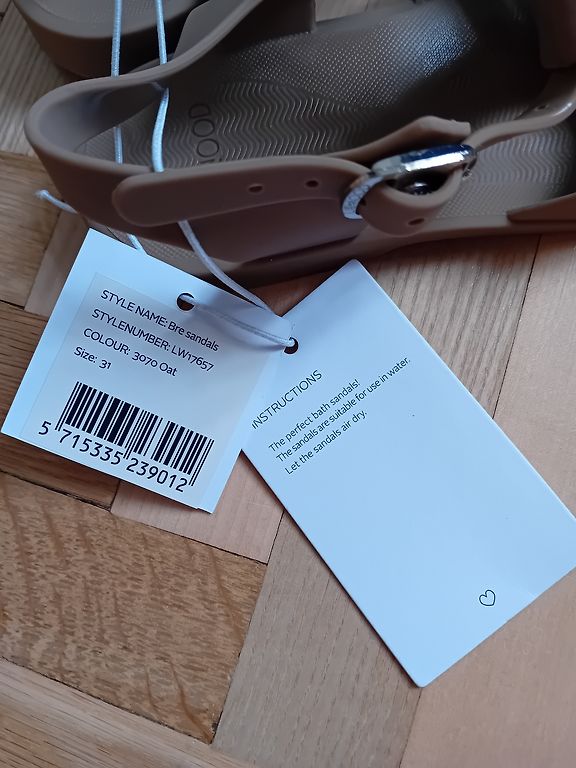 STYLE NAME: Bre sandals
STYLENUMBER: LW17657
COLOUR: 3070 Oat
Size: 31
5 715335 239012
INSTRUCTIONS
The perfect bath sandals!
The sandals are suitable for use in water.
Let the sandals air dry.